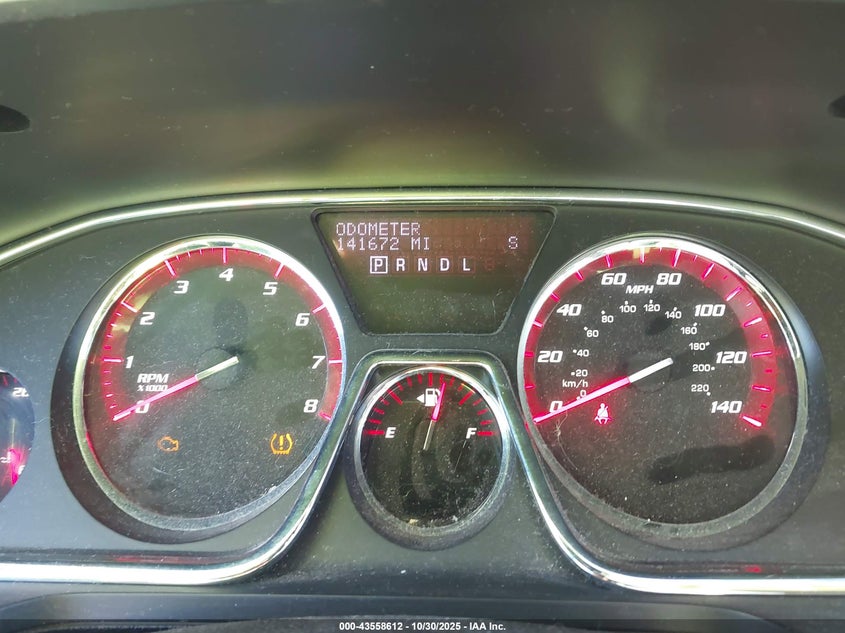 ODOMETER
141672 MI S
P R N D L
0 1 2 3 4 5 6 7 8
RPM
X 1000
E F
0 20 40 60 80 100 120 140
MPH
0 20 40 60 80 100 120 140 160 180 200 220
km/h
000-43558612 - 10/30/2025 - IAA Inc.